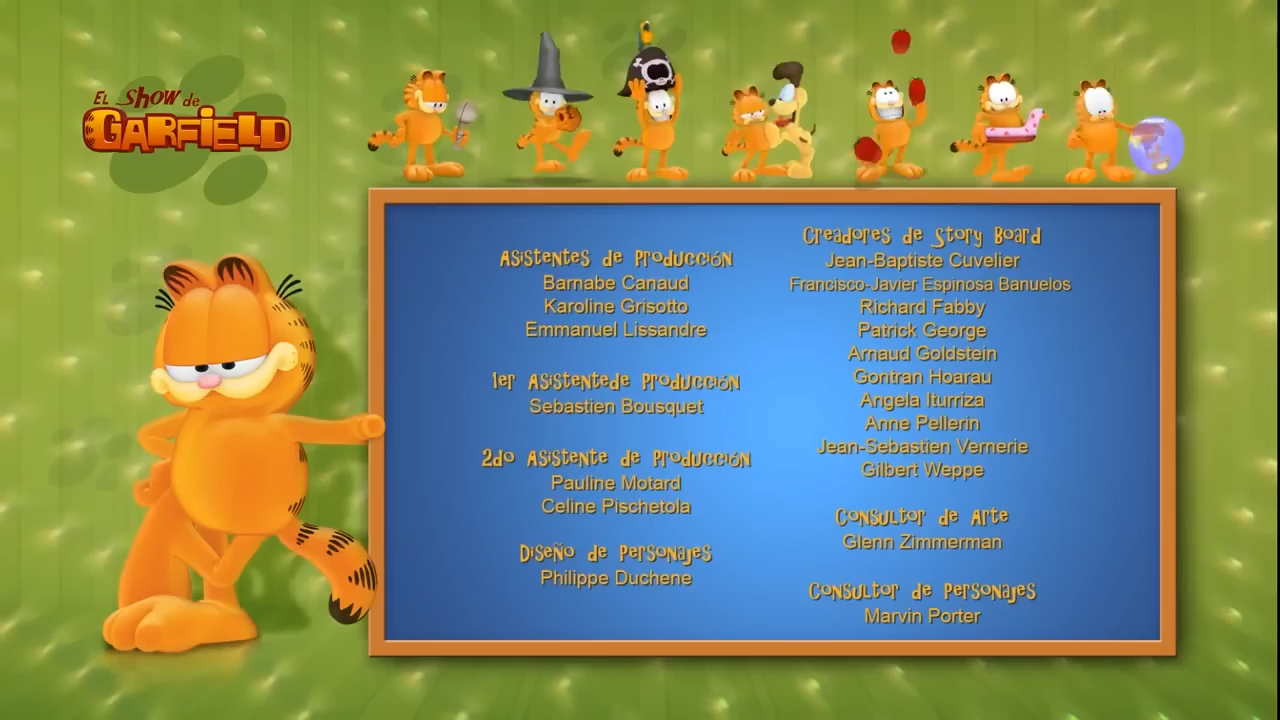 EL Show de
GARFIELD
Asistentes de Producción
Barnabe Canaud
Karoline Grisotto
Emmanuel Lissandre
1er Asistentede Producción
Sebastien Bousquet
2do Asistente de Producción
Pauline Motard
Celine Pischetola
Diseño de Personajes
Philippe Duchene
Creadores de Story Board
Jean-Baptiste Cuvelier
Francisco-Javier Espinosa Banuelos
Richard Fabby
Patrick George
Arnaud Goldstein
Gontran Hoarau
Angela Iturriza
Anne Pellerin
Jean-Sebastien Vernerie
Gilbert Weppe
Consultor de Arte
Glenn Zimmerman
Consultor de Personajes
Marvin Porter